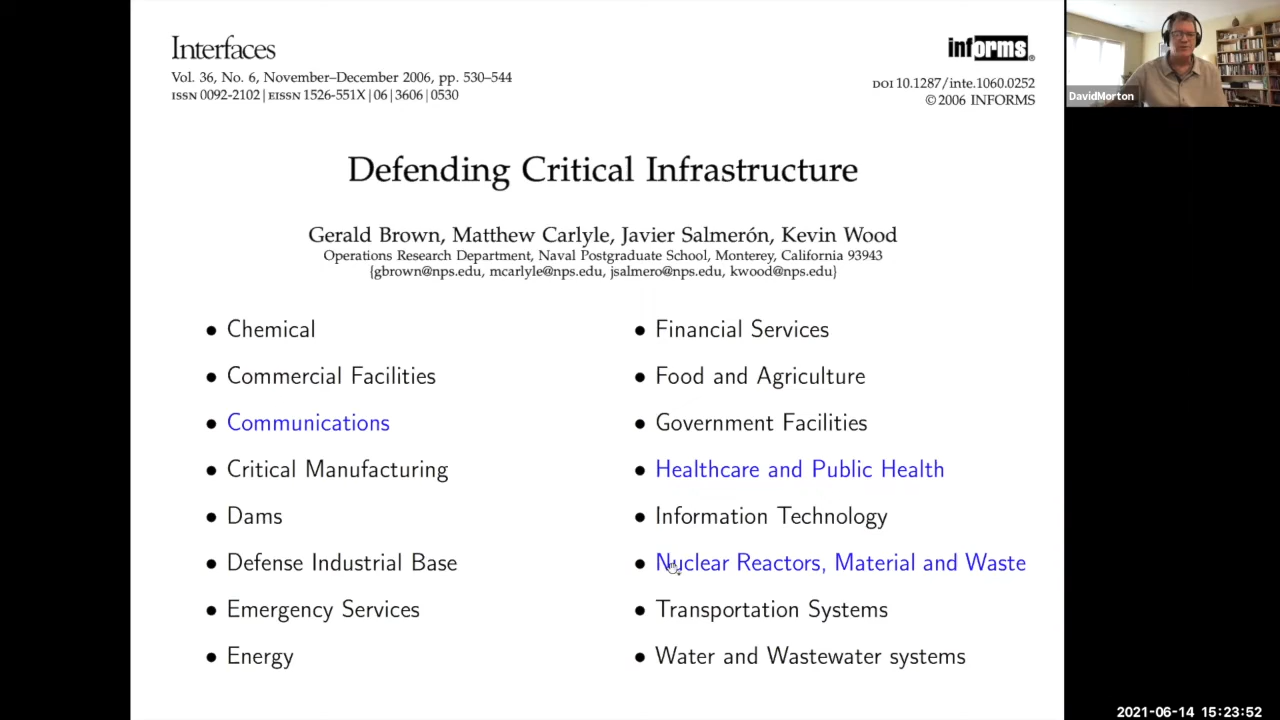 Interfaces
Vol. 36, No. 6, November–December 2006, pp. 530–544
ISSN 0092-2102 | EISSN 1526-551X | 06 | 3606 | 0530
informs®
DOI 10.1287/inte.1060.0252
© 2006 INFORMS
DavidMorton
Defending Critical Infrastructure
Gerald Brown, Matthew Carlyle, Javier Salmerón, Kevin Wood
Operations Research Department, Naval Postgraduate School, Monterey, California 93943
{gbrown@nps.edu, mcarlyle@nps.edu, jsalmero@nps.edu, kwood@nps.edu}
• Chemical
• Commercial Facilities
• Communications
• Critical Manufacturing
• Dams
• Defense Industrial Base
• Emergency Services
• Energy
• Financial Services
• Food and Agriculture
• Government Facilities
• Healthcare and Public Health
• Information Technology
• Nuclear Reactors, Material and Waste
• Transportation Systems
• Water and Wastewater systems
2021-06-14 15:23:52